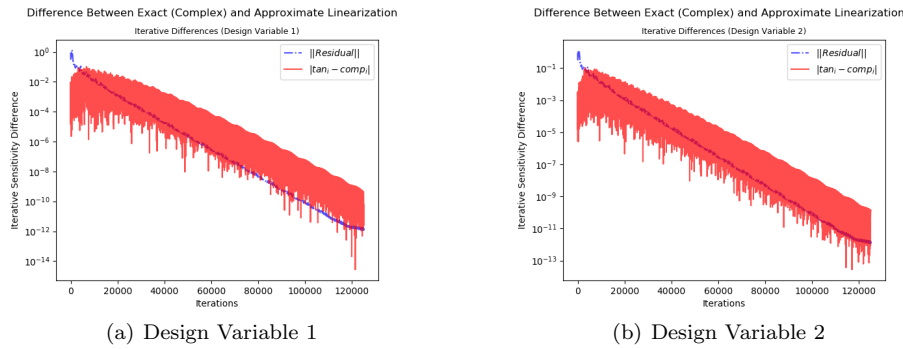 Difference Between Exact (Complex) and Approximate Linearization
Iterative Differences (Design Variable 1)
||Residual||
|tan_i − comp_i|
Iterative Sensitivity Difference
10^0
10^−2
10^−4
10^−6
10^−8
10^−10
10^−12
10^−14
0 20000 40000 60000 80000 100000 120000
Iterations
(a) Design Variable 1
Difference Between Exact (Complex) and Approximate Linearization
Iterative Differences (Design Variable 2)
||Residual||
|tan_i − comp_i|
Iterative Sensitivity Difference
10^−1
10^−3
10^−5
10^−7
10^−9
10^−11
10^−13
0 20000 40000 60000 80000 100000 120000
Iterations
(b) Design Variable 2